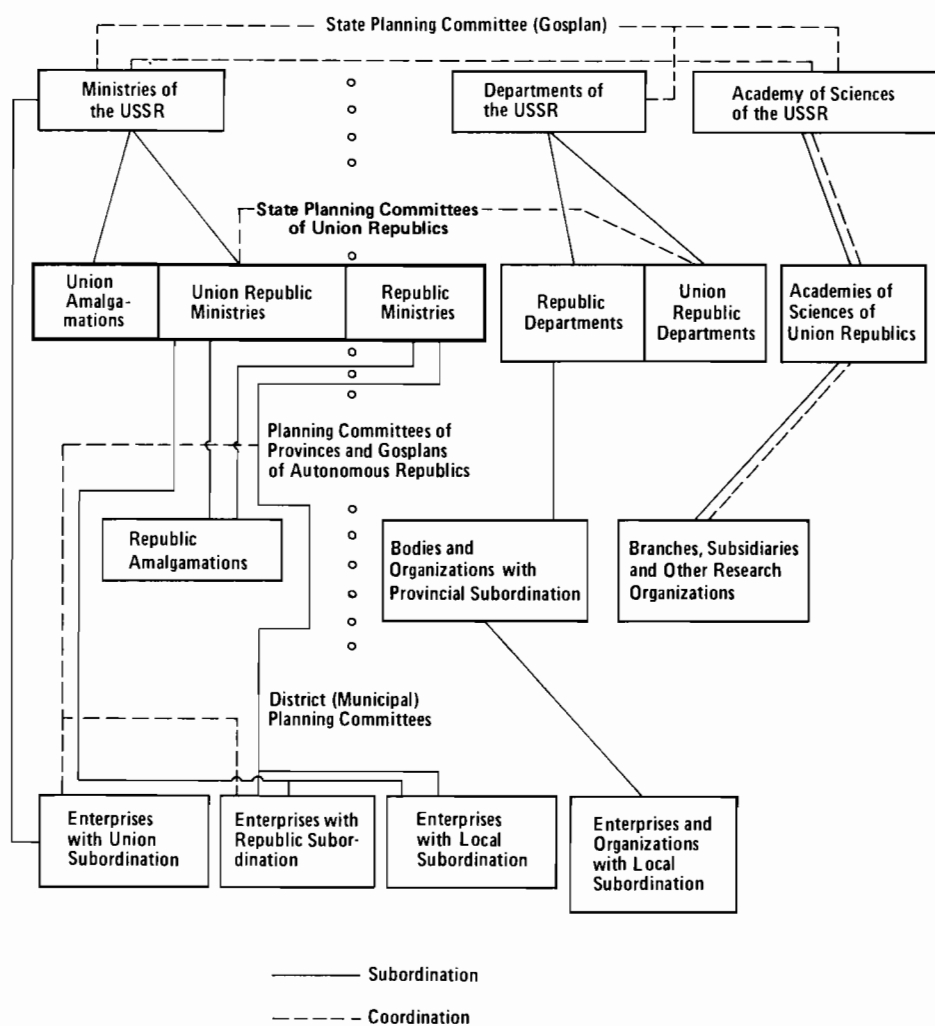 State Planning Committee (Gosplan)
Ministries of
the USSR
Departments of
the USSR
Academy of Sciences
of the USSR
State Planning Committees
of Union Republics
Union
Amalga-
mations
Union Republic
Ministries
Republic
Ministries
Republic
Departments
Union
Republic
Departments
Academies of
Sciences of
Union Republics
Planning Committees of
Provinces and Gosplans
of Autonomous Republics
Republic
Amalgamations
Bodies and
Organizations with
Provincial Subordination
Branches, Subsidiaries
and Other Research
Organizations
District (Municipal)
Planning Committees
Enterprises
with Union
Subordination
Enterprises with
Republic Subor-
dination
Enterprises
with Local
Subordination
Enterprises and
Organizations
with Local
Subordination
Subordination
Coordination